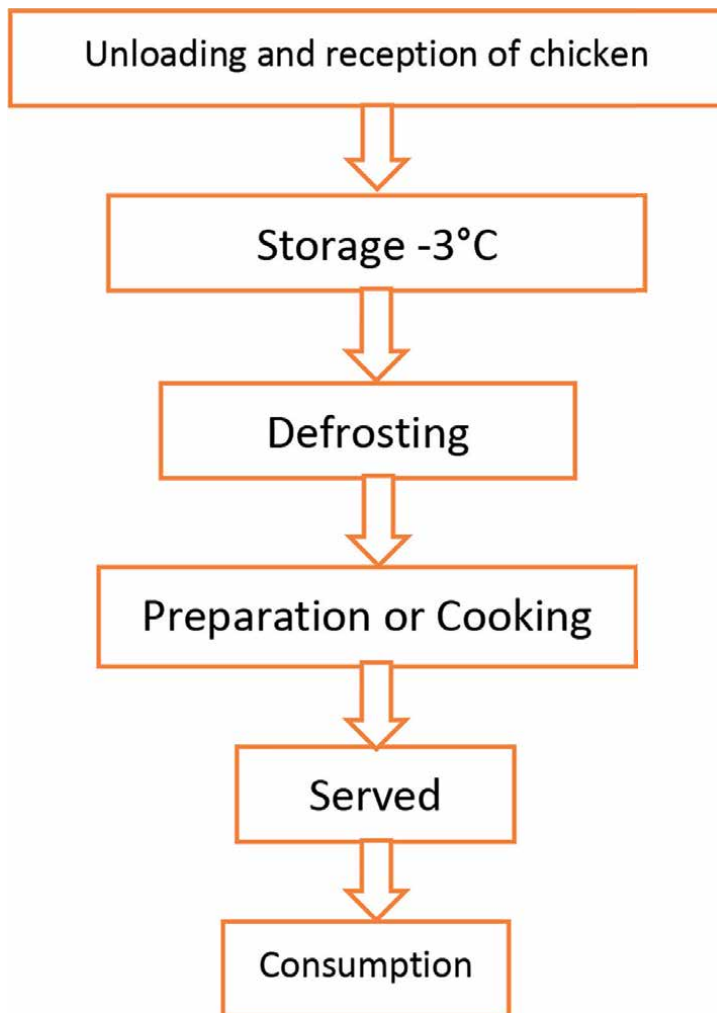 Unloading and reception of chicken
Storage -3°C
Defrosting
Preparation or Cooking
Served
Consumption